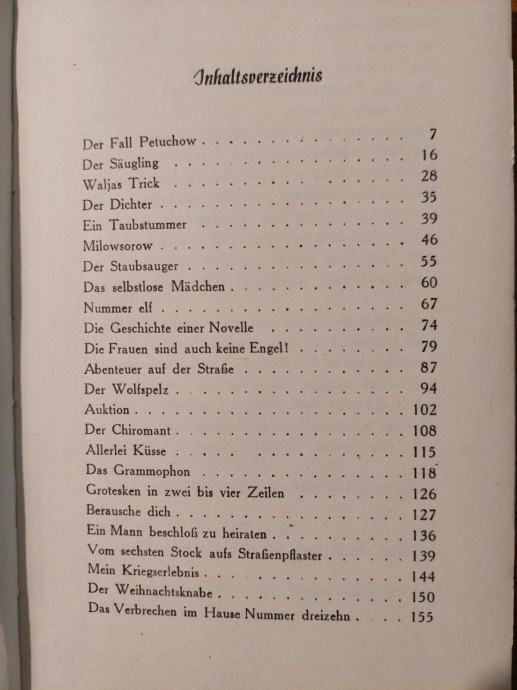 Inhaltsverzeichnis
Der Fall Petuchow . . . . . . . . . . . . . . . 7
Der Säugling . . . . . . . . . . . . . . . 16
Waljas Trick . . . . . . . . . . . . . . 28
Der Dichter . . . . . . . . . . . . . . . 35
Ein Taubstummer . . . . . . . . . . . . . . 39
Milowsorow . . . . . . . . . . . . . . . 46
Der Staubsauger . . . . . . . . . . . . . . 55
Das selbstlose Mädchen . . . . . . . . . . . . 60
Nummer elf . . . . . . . . . . . . . . . 67
Die Geschichte einer Novelle . . . . . . . . . . 74
Die Frauen sind auch keine Engel! . . . . . . . . 79
Abenteuer auf der Straße . . . . . . . . . . . 87
Der Wolfspelz . . . . . . . . . . . . . . 94
Auktion . . . . . . . . . . . . . . . . 102
Der Chiromant . . . . . . . . . . . . . . 108
Allerlei Küsse . . . . . . . . . . . . . . 115
Das Grammophon . . . . . . . . . . . . . 118
Grotesken in zwei bis vier Zeilen . . . . . . . . 126
Berausche dich . . . . . . . . . . . . . . 127
Ein Mann beschloß zu heiraten . . . . . . . . . 136
Vom sechsten Stock aufs Straßenpflaster . . . . . . 139
Mein Kriegserlebnis . . . . . . . . . . . . 144
Der Weihnachtsknabe . . . . . . . . . . . . 150
Das Verbrechen im Hause Nummer dreizehn . . . . 155